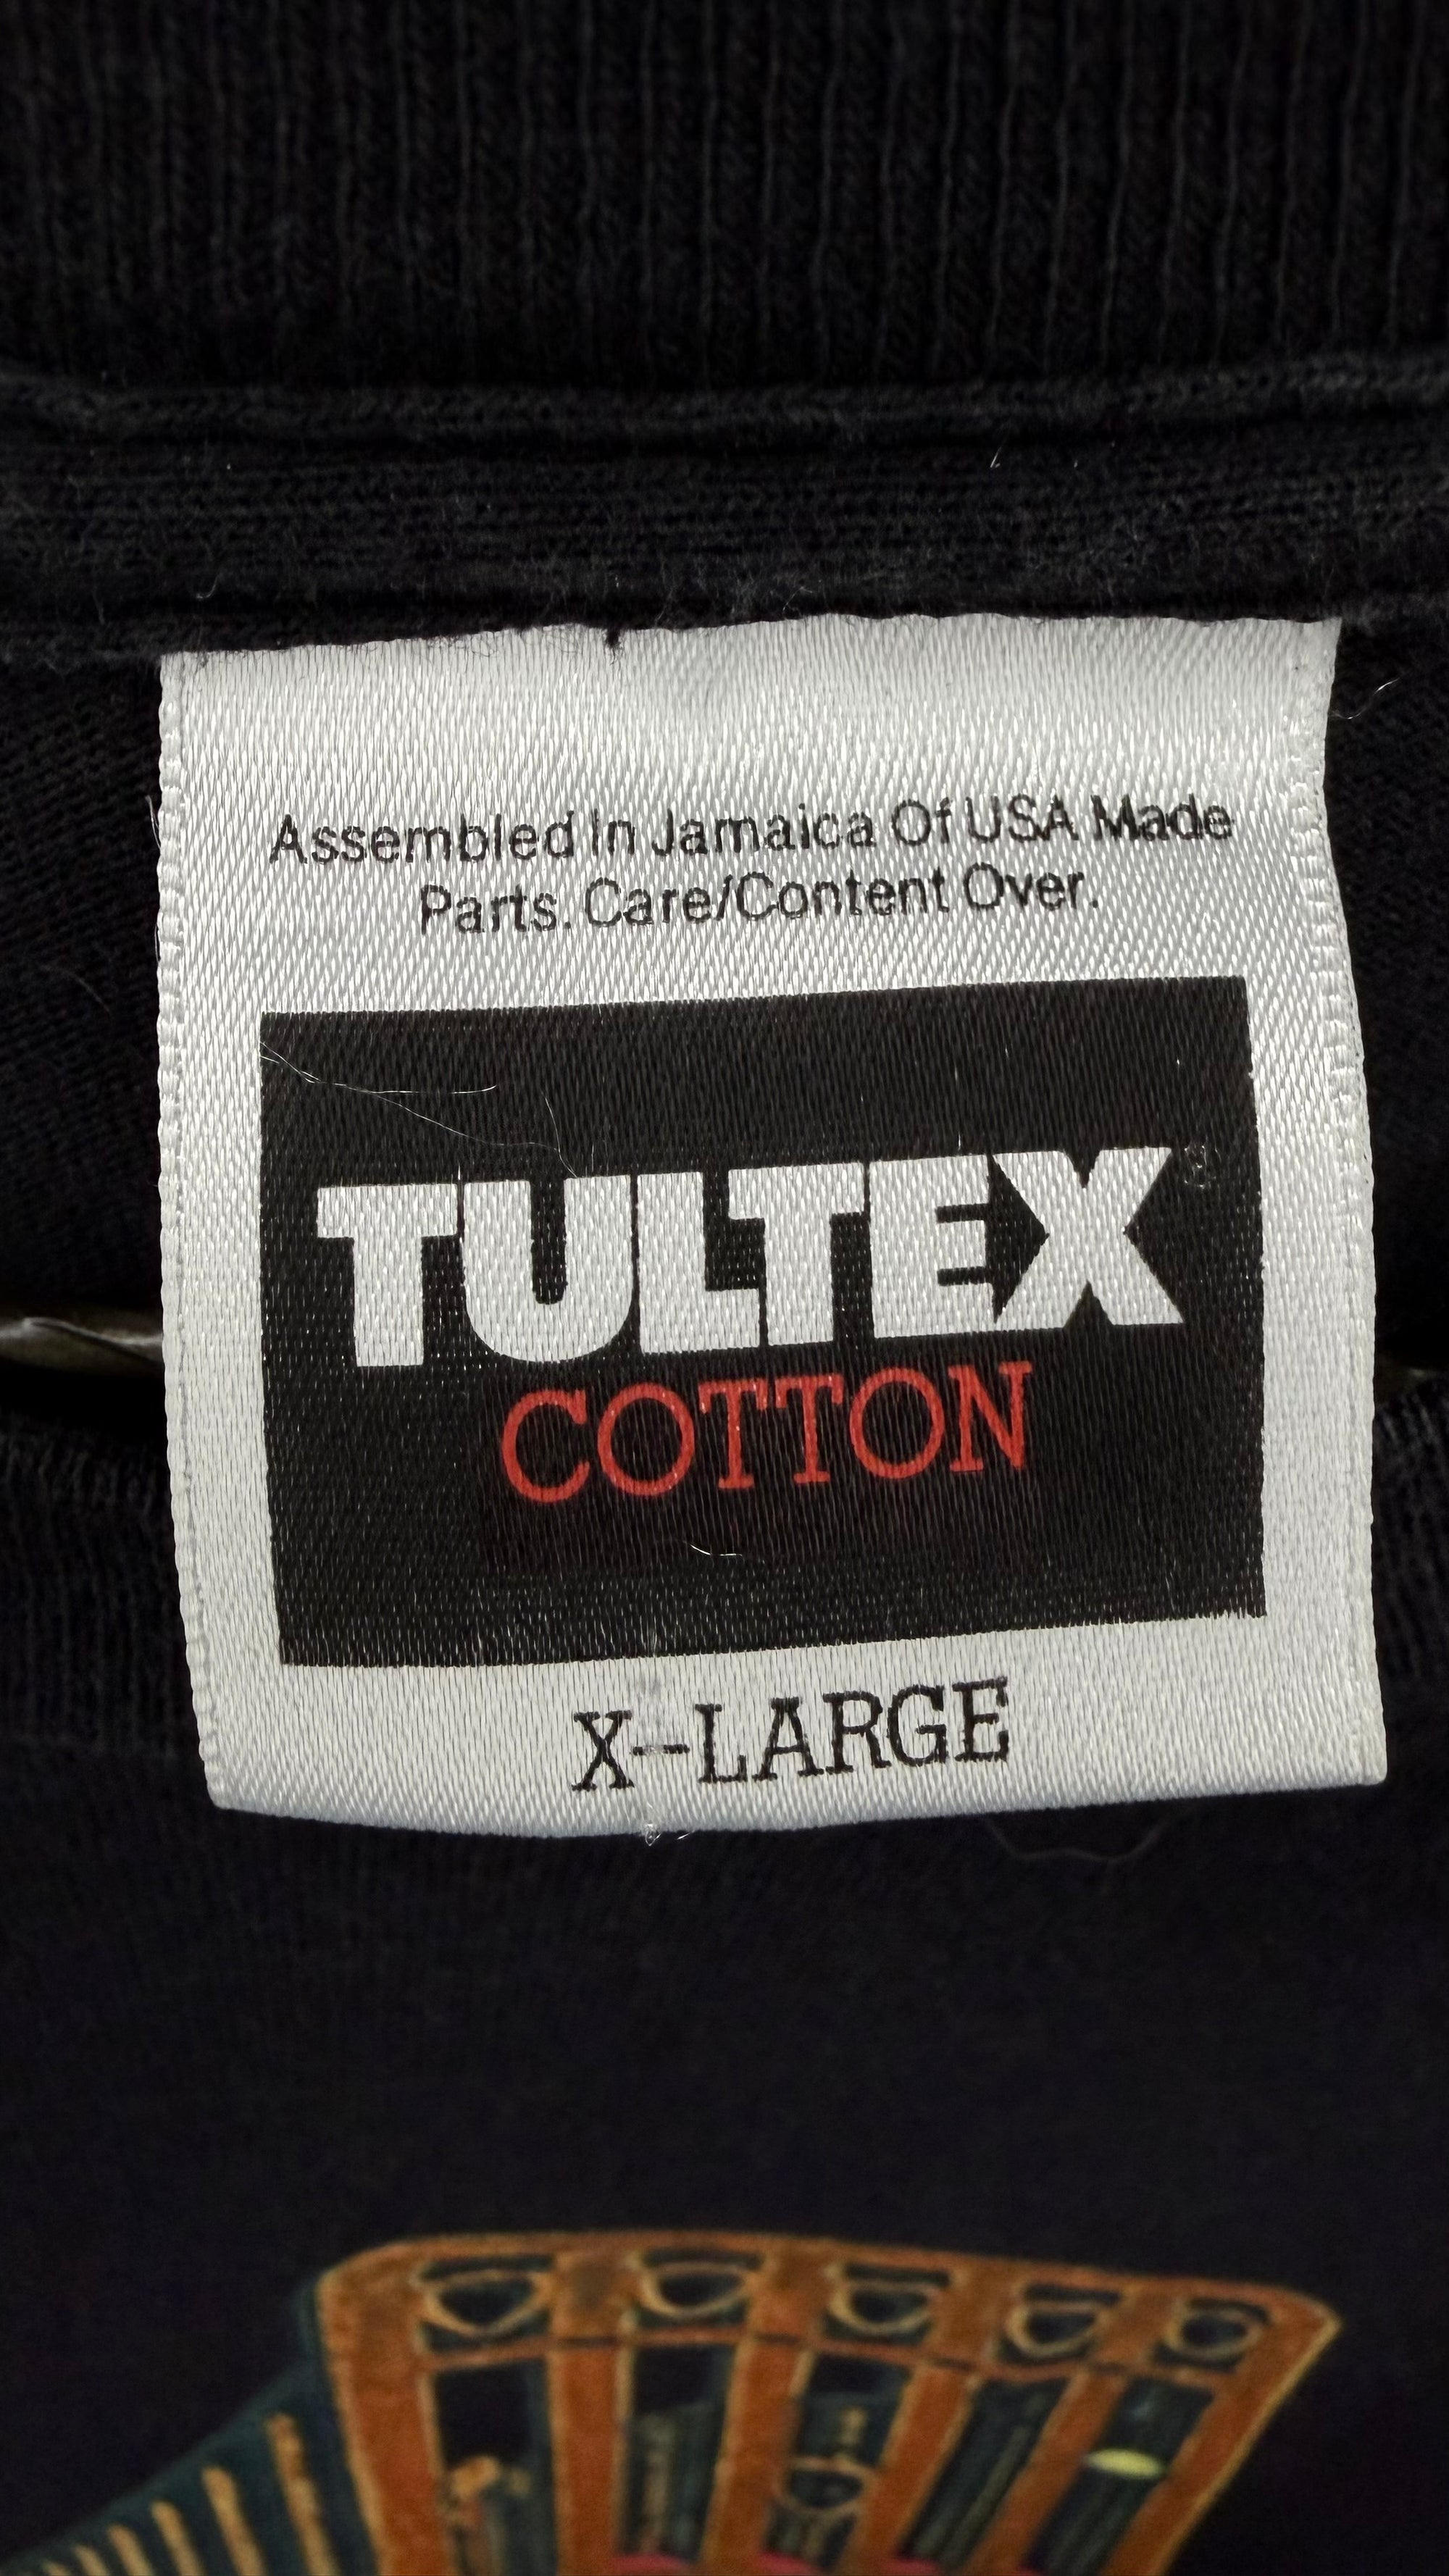 Assembled In Jamaica Of USA Made
Parts. Care/Content Over.
TULTEX®
COTTON
X-LARGE